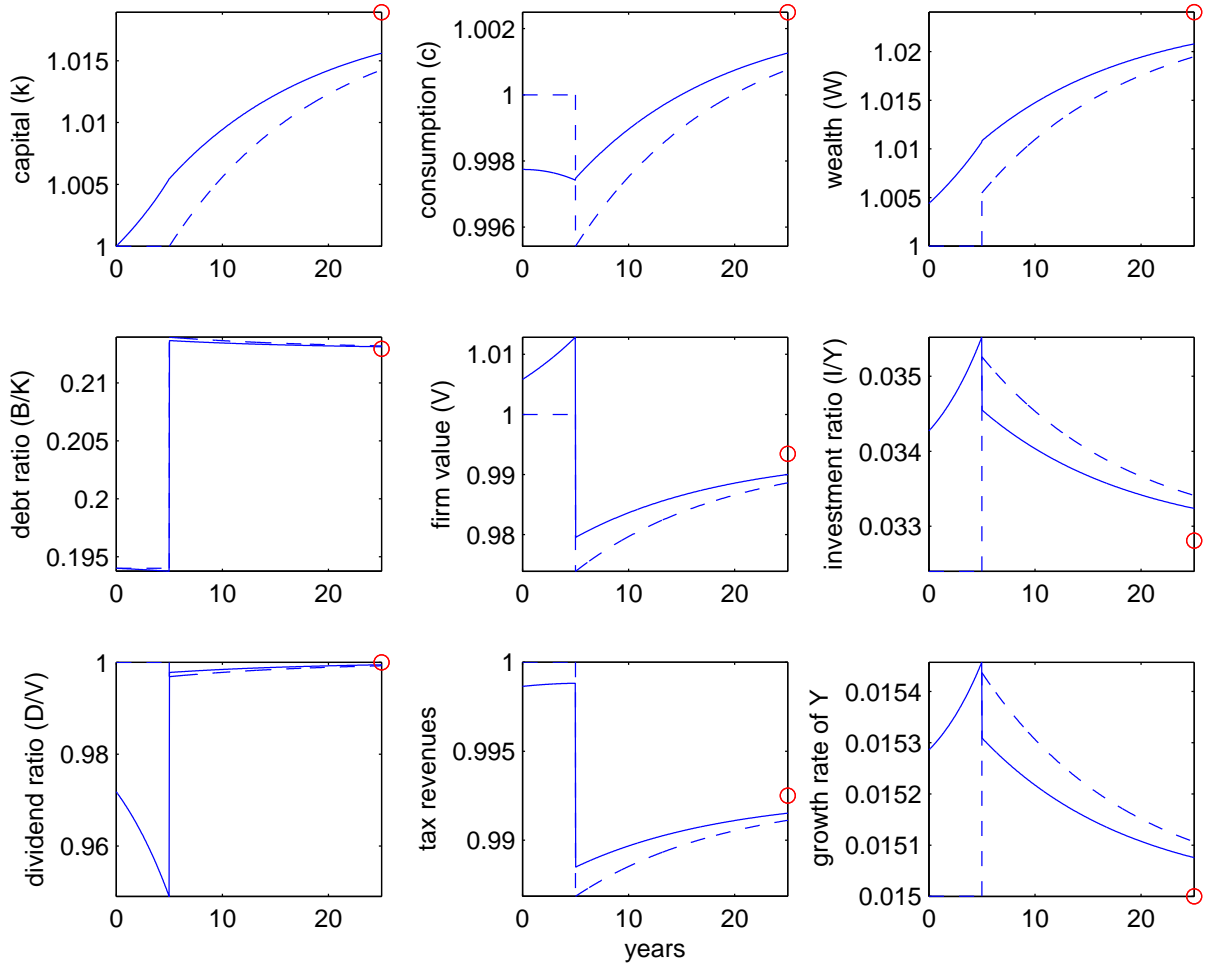 capital (k)
1.015
1.01
1.005
1
0 10 20
consumption (c)
1.002
1
0.998
0.996
0 10 20
wealth (W)
1.02
1.015
1.01
1.005
1
0 10 20
debt ratio (B/K)
0.21
0.205
0.2
0.195
0 10 20
firm value (V)
1.01
1
0.99
0.98
0 10 20
investment ratio (I/Y)
0.035
0.034
0.033
0 10 20
dividend ratio (D/V)
1
0.98
0.96
0 10 20
tax revenues
1
0.995
0.99
0 10 20
years
growth rate of Y
0.0154
0.0153
0.0152
0.0151
0.015
0 10 20